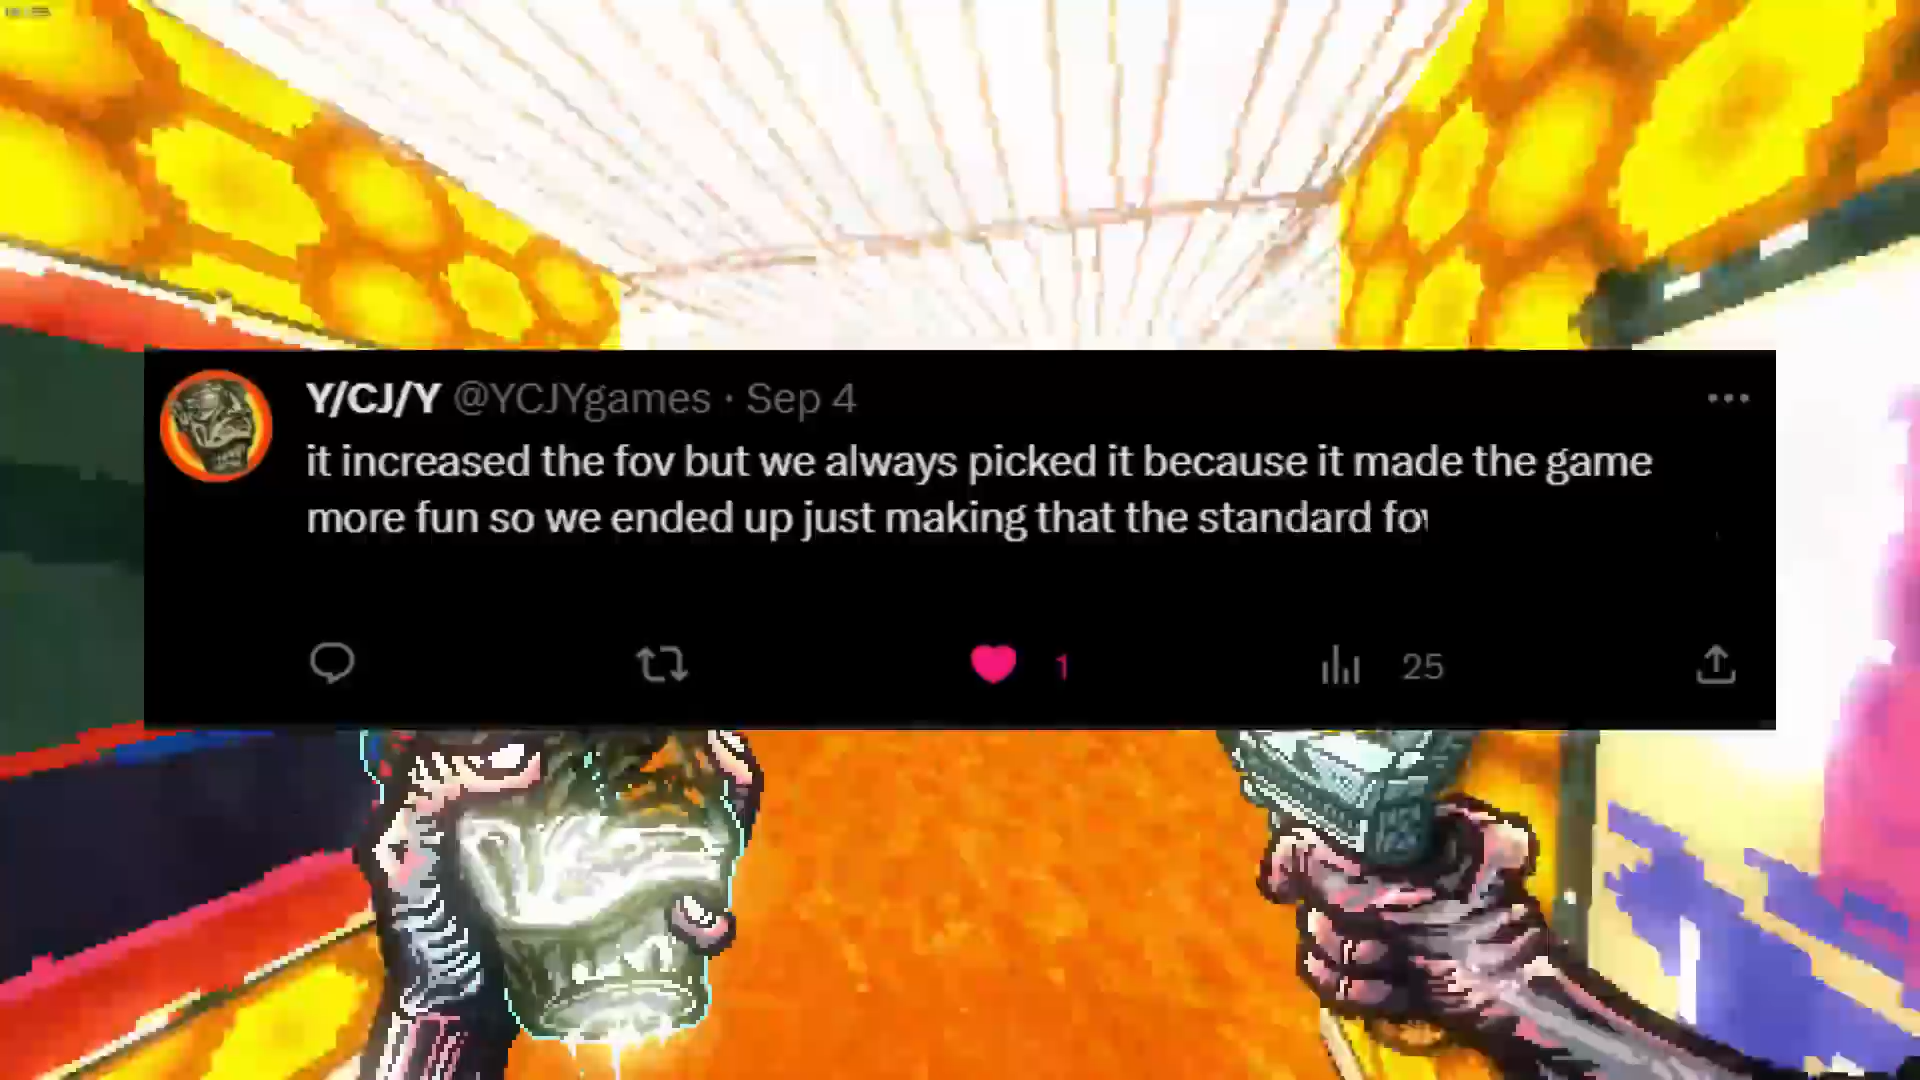 Y/CJ/Y @YCJYgames · Sep 4
it increased the fov but we always picked it because it made the game
more fun so we ended up just making that the standard fov
1 25